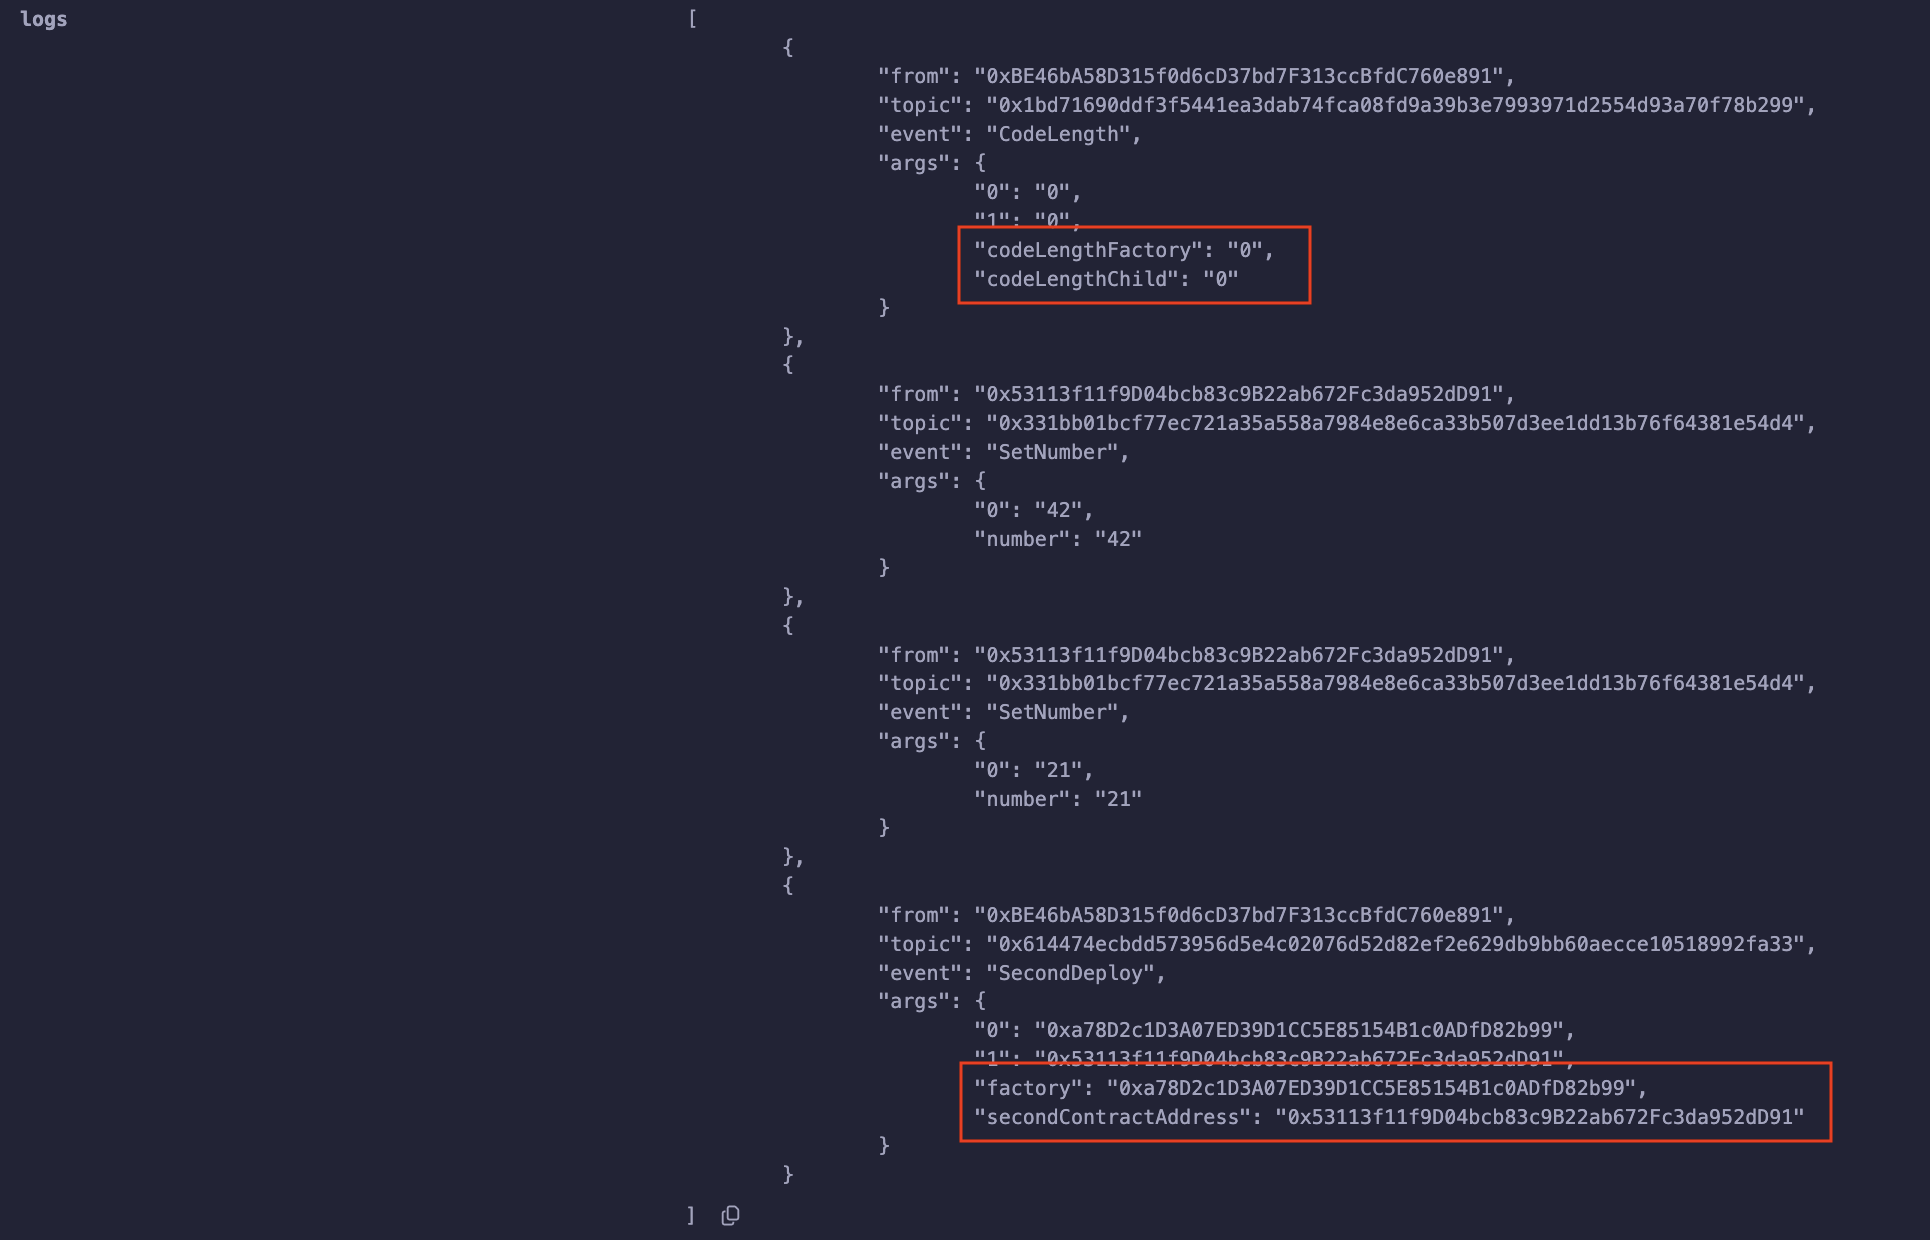 logs
[
{
"from": "0xBE46bA58D315f0d6cD37bd7F313ccBfdC760e891",
"topic": "0x1bd71690ddf3f5441ea3dab74fca08fd9a39b3e7993971d2554d93a70f78b299",
"event": "CodeLength",
"args": {
"0": "0",
"1": "0",
"codeLengthFactory": "0",
"codeLengthChild": "0"
}
},
{
"from": "0x53113f11f9D04bcb83c9B22ab672Fc3da952dD91",
"topic": "0x331bb01bcf77ec721a35a558a7984e8e6ca33b507d3ee1dd13b76f64381e54d4",
"event": "SetNumber",
"args": {
"0": "42",
"number": "42"
}
},
{
"from": "0x53113f11f9D04bcb83c9B22ab672Fc3da952dD91",
"topic": "0x331bb01bcf77ec721a35a558a7984e8e6ca33b507d3ee1dd13b76f64381e54d4",
"event": "SetNumber",
"args": {
"0": "21",
"number": "21"
}
},
{
"from": "0xBE46bA58D315f0d6cD37bd7F313ccBfdC760e891",
"topic": "0x614474ecbdd573956d5e4c02076d52d82ef2e629db9bb60aecce10518992fa33",
"event": "SecondDeploy",
"args": {
"0": "0xa78D2c1D3A07ED39D1CC5E85154B1c0ADfD82b99",
"1": "0x53113f11f9D04bcb83c9B22ab672Fc3da952dD91",
"factory": "0xa78D2c1D3A07ED39D1CC5E85154B1c0ADfD82b99",
"secondContractAddress": "0x53113f11f9D04bcb83c9B22ab672Fc3da952dD91"
}
}
]